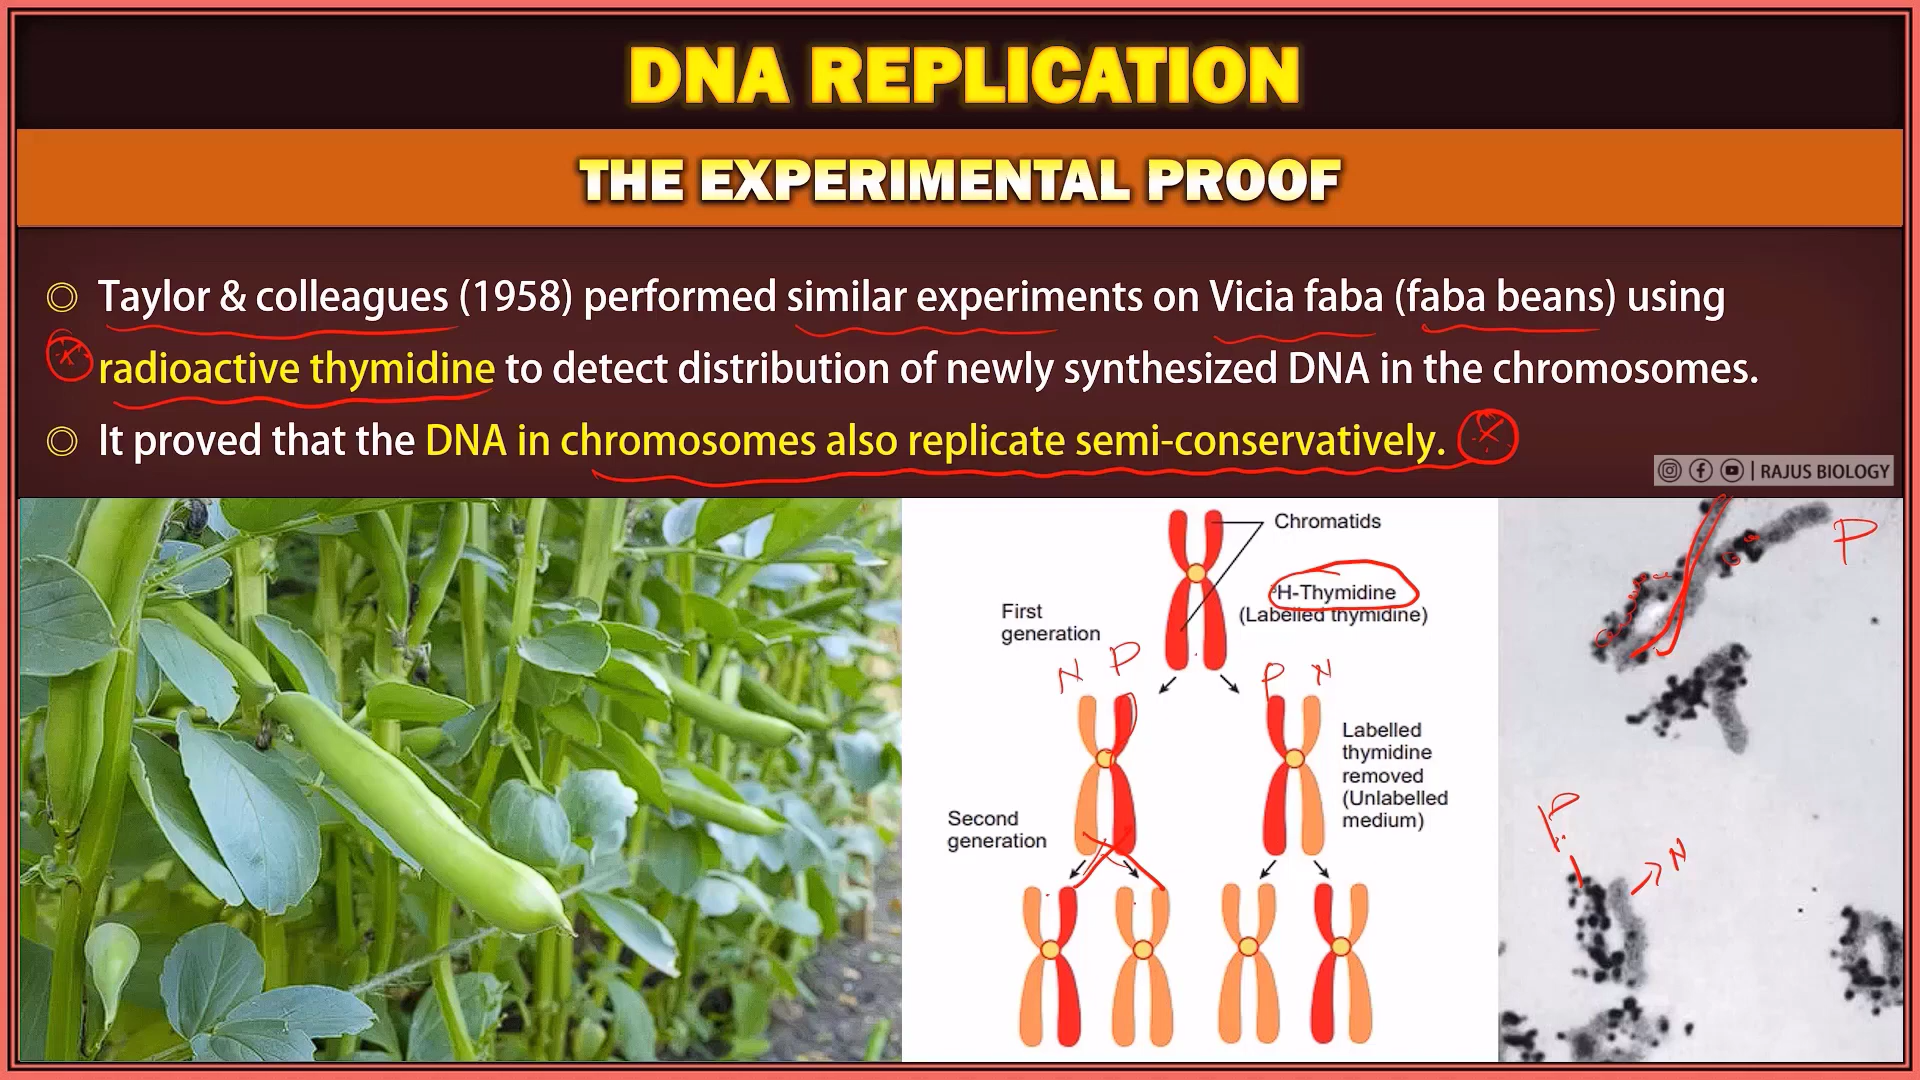 DNA REPLICATION
THE EXPERIMENTAL PROOF
◎ Taylor & colleagues (1958) performed similar experiments on Vicia faba (faba beans) using
radioactive thymidine to detect distribution of newly synthesized DNA in the chromosomes.
◎ It proved that the DNA in chromosomes also replicate semi-conservatively.
| RAJUS BIOLOGY
Chromatids
³H-Thymidine
(Labelled thymidine)
First
generation
N P
P N
Labelled
thymidine
removed
(Unlabelled
medium)
Second
generation
P
P
N